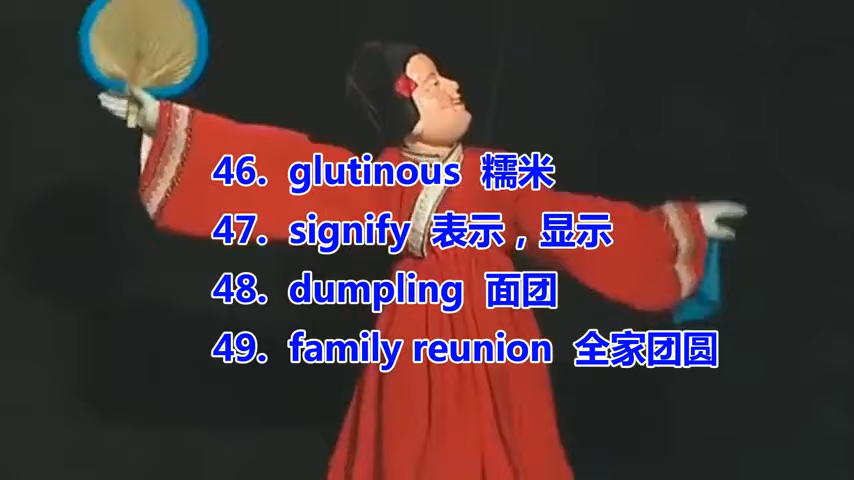 46. glutinous 糯米
47. signify 表示，显示
48. dumpling 面团
49. family reunion 全家团圆